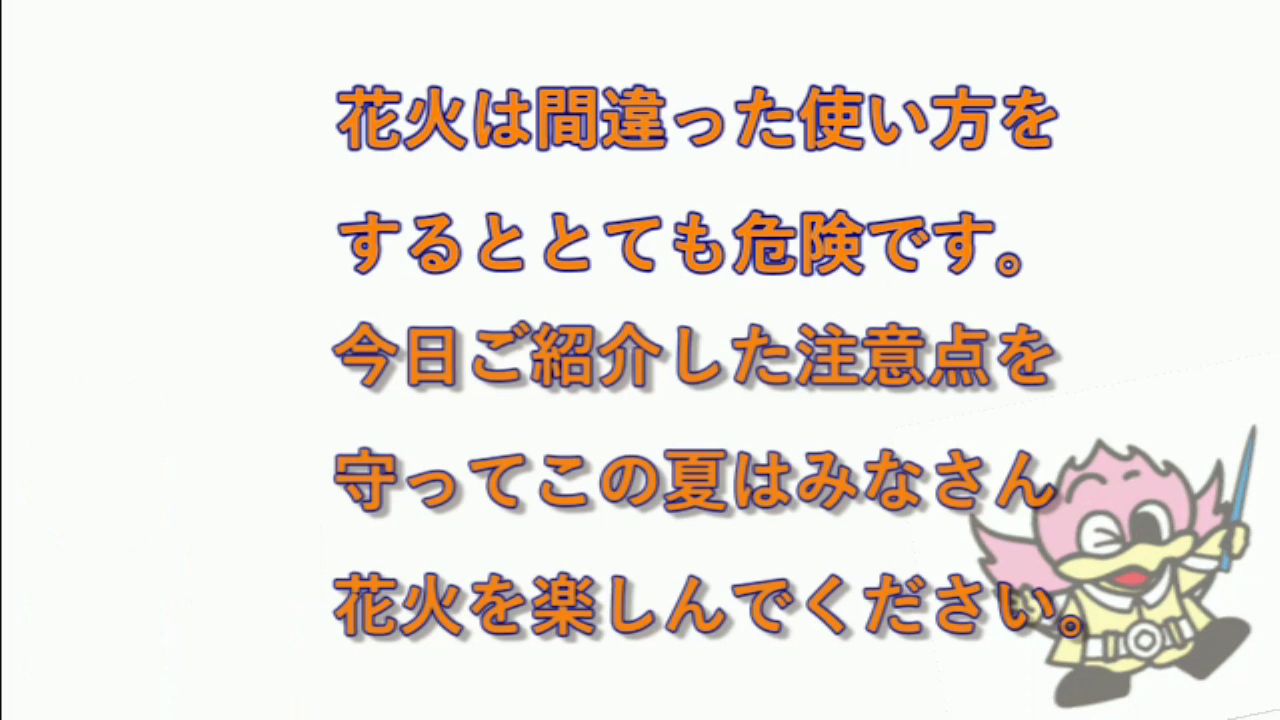 花火は間違った使い方を
するととても危険です。
今日ご紹介した注意点を
守ってこの夏はみなさん
花火を楽しんでください。